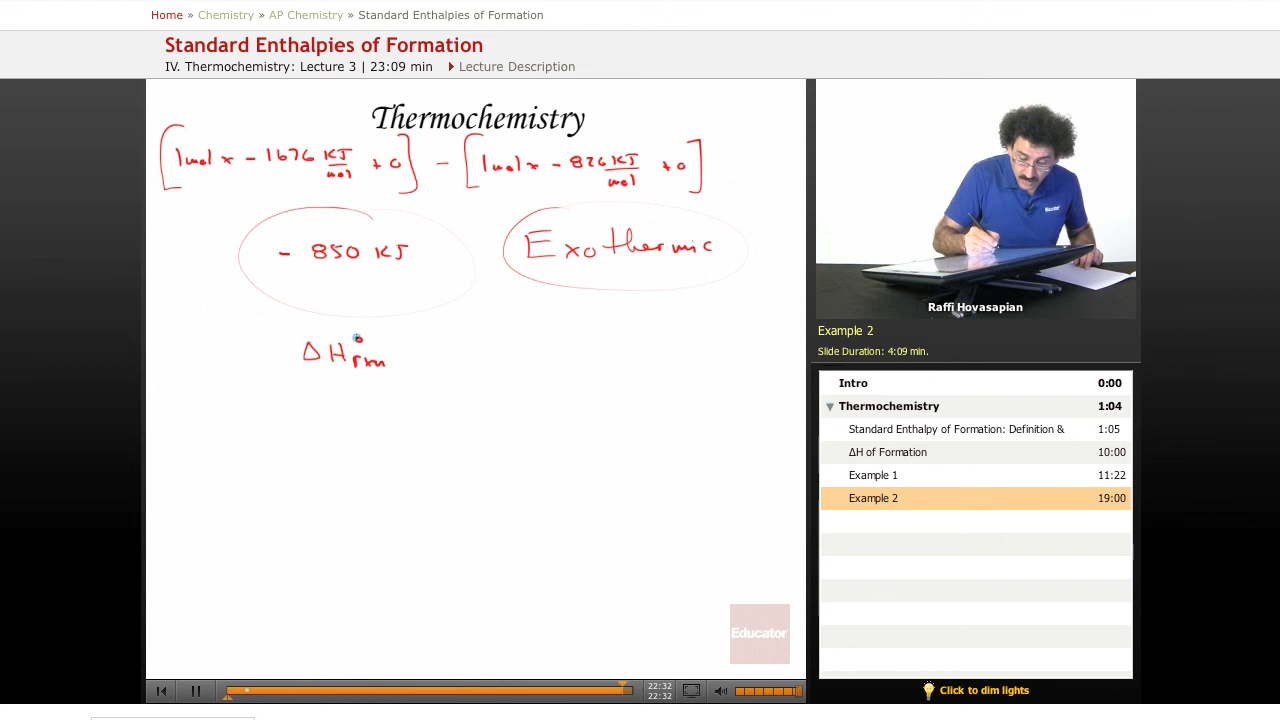 Home » Chemistry » AP Chemistry » Standard Enthalpies of Formation
Standard Enthalpies of Formation
IV. Thermochemistry: Lecture 3 | 23:09 min Lecture Description
Thermochemistry
[1mol x - 1676 KJ/mol + 0] - [1mol x - 826 KJ/mol + 0]
- 850 KJ Exothermic
ΔH°rxn
Educator
Raffi Hovasapian
Example 2
Slide Duration: 4:09 min.
Intro 0:00
▼ Thermochemistry 1:04
Standard Enthalpy of Formation: Definition & 1:05
ΔH of Formation 10:00
Example 1 11:22
Example 2 19:00
22:32
22:32
Click to dim lights